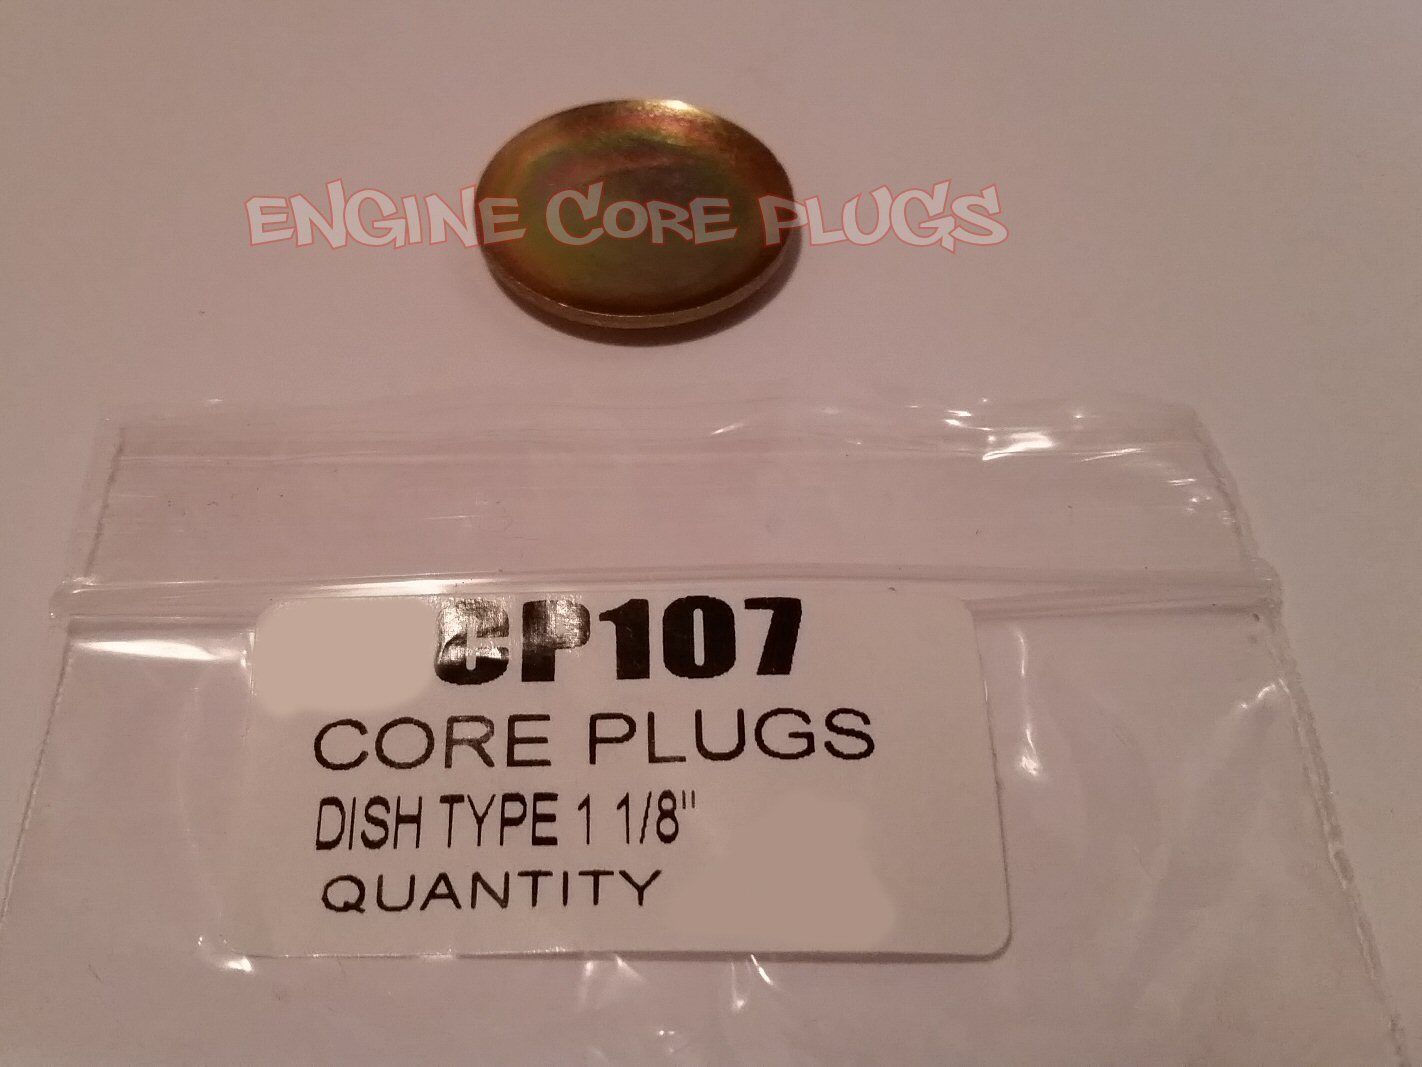 ENGINE CORE PLUGS
CP107
CORE PLUGS
DISH TYPE 1 1/8"
QUANTITY